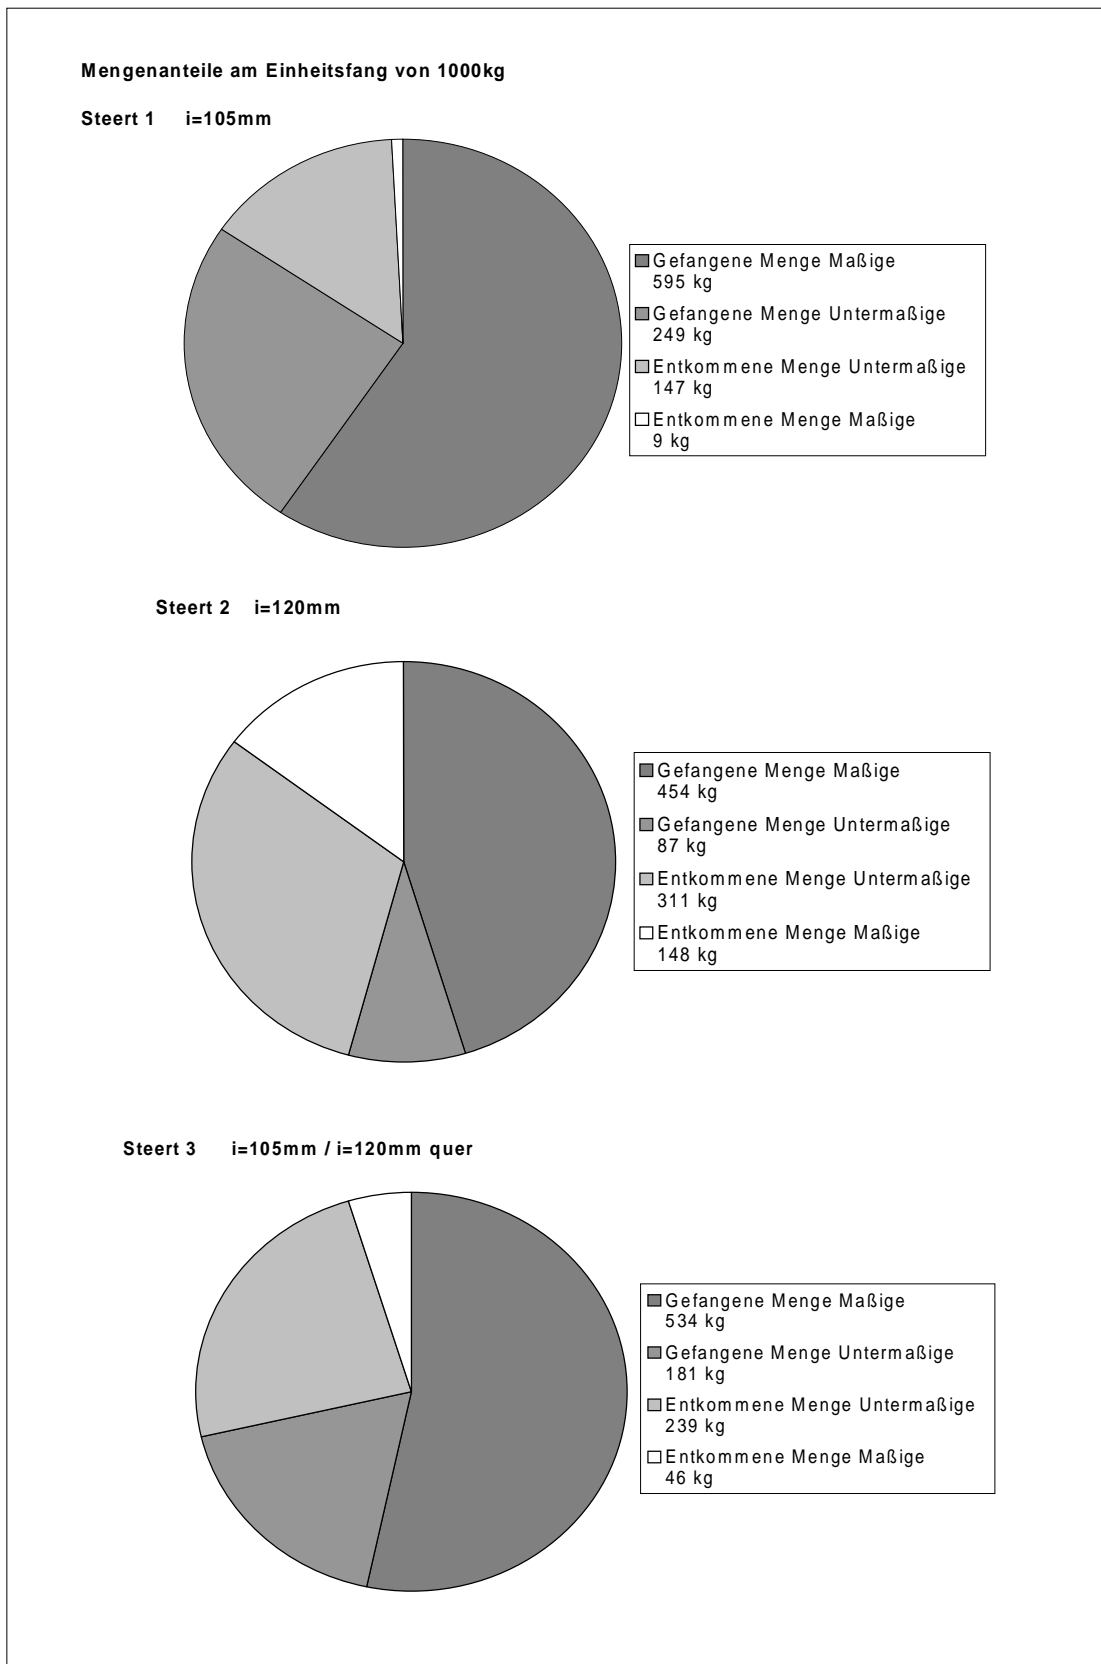 Mengenanteile am Einheitsfang von 1000kg
Steert 1 i=105mm
Gefangene Menge Maßige
595 kg
Gefangene Menge Untermaßige
249 kg
Entkommene Menge Untermaßige
147 kg
Entkommene Menge Maßige
9 kg
Steert 2 i=120mm
Gefangene Menge Maßige
454 kg
Gefangene Menge Untermaßige
87 kg
Entkommene Menge Untermaßige
311 kg
Entkommene Menge Maßige
148 kg
Steert 3 i=105mm / i=120mm quer
Gefangene Menge Maßige
534 kg
Gefangene Menge Untermaßige
181 kg
Entkommene Menge Untermaßige
239 kg
Entkommene Menge Maßige
46 kg